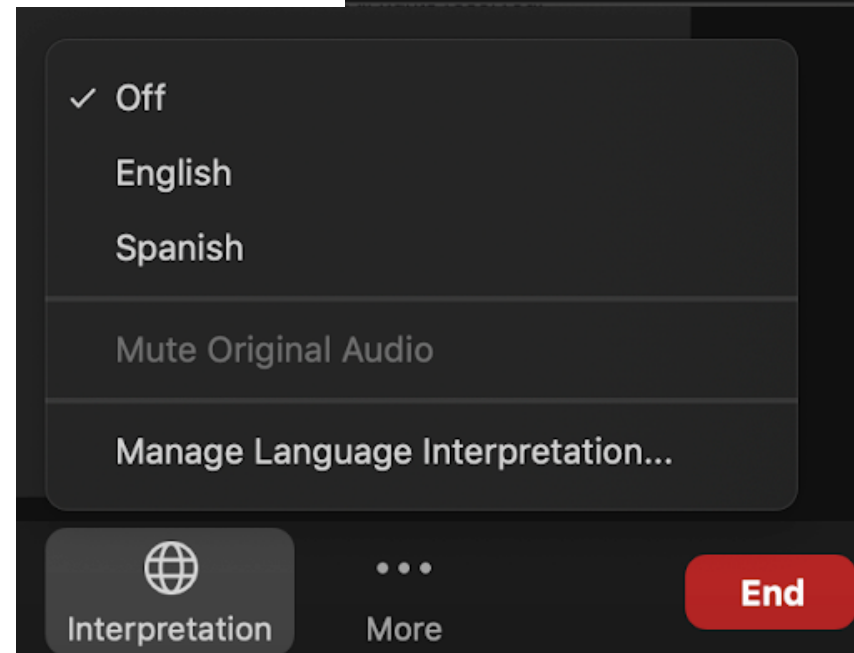 Off
English
Spanish
Mute Original Audio
Manage Language Interpretation...
Interpretation
More
End